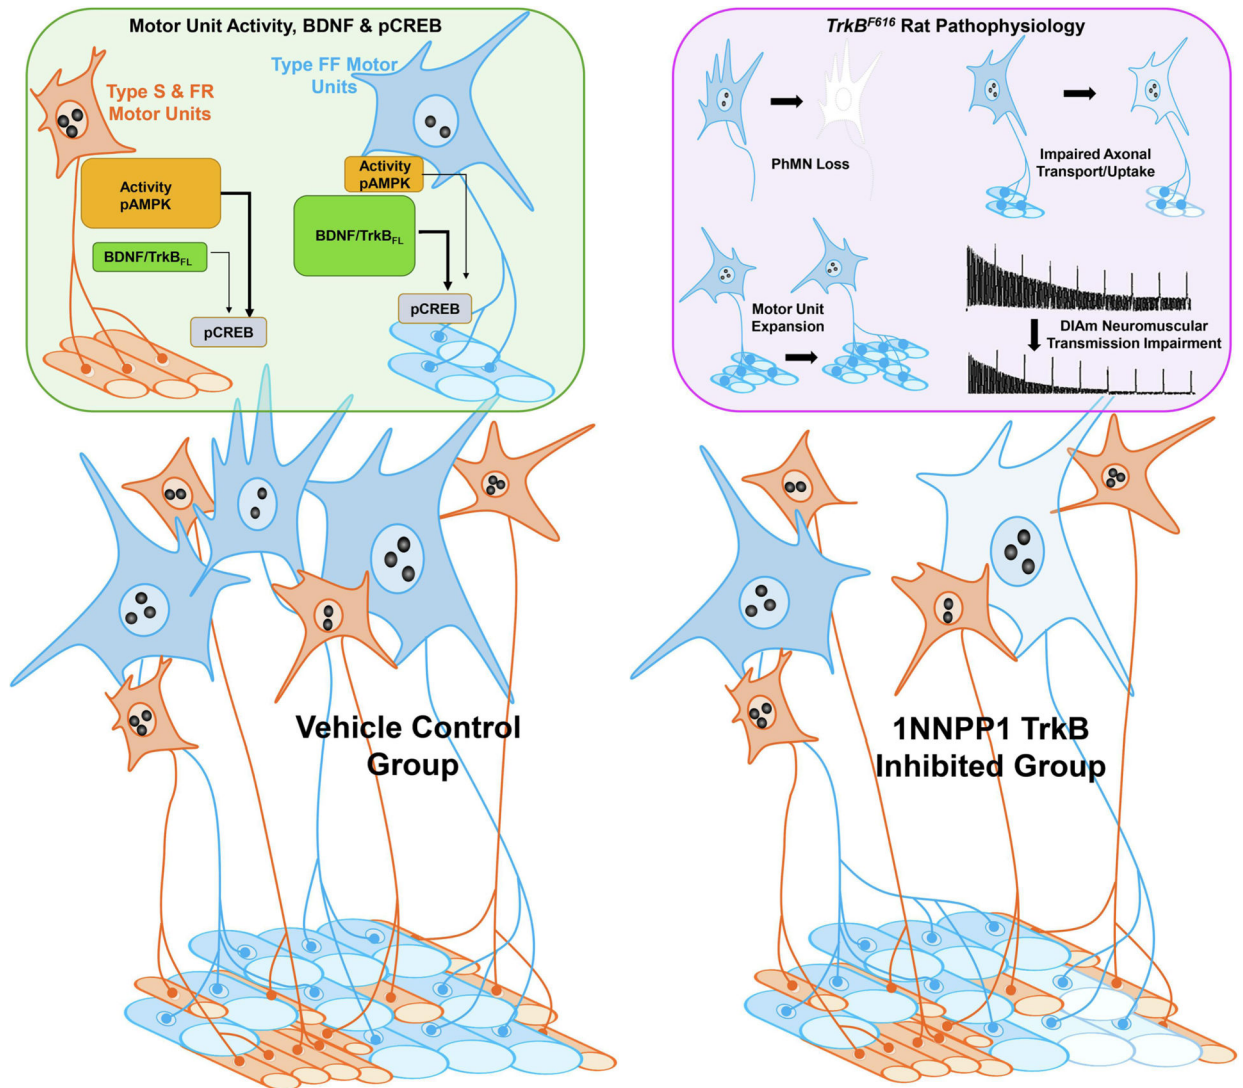 Motor Unit Activity, BDNF & pCREB
Type S & FR
Motor Units
Type FF Motor
Units
Activity
pAMPK
BDNF/TrkBFL
pCREB
Activity
pAMPK
BDNF/TrkBFL
pCREB
TrkBF616 Rat Pathophysiology
PhMN Loss
Impaired Axonal
Transport/Uptake
Motor Unit
Expansion
DIAm Neuromuscular
Transmission Impairment
Vehicle Control
Group
1NNPP1 TrkB
Inhibited Group